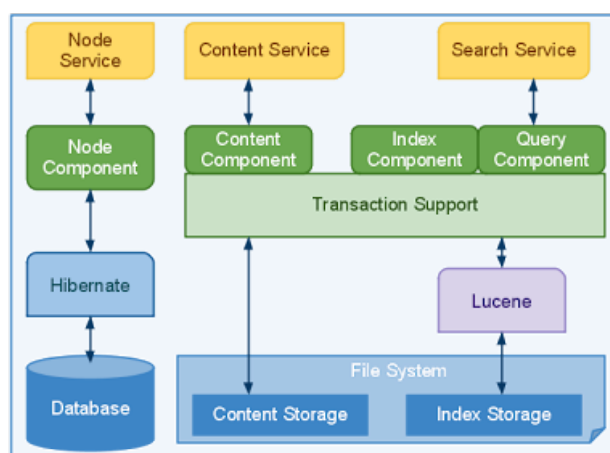 Node
Service
Content Service
Search Service
Node
Component
Content
Component
Index
Component
Query
Component
Transaction Support
Hibernate
Lucene
File System
Database
Content Storage
Index Storage